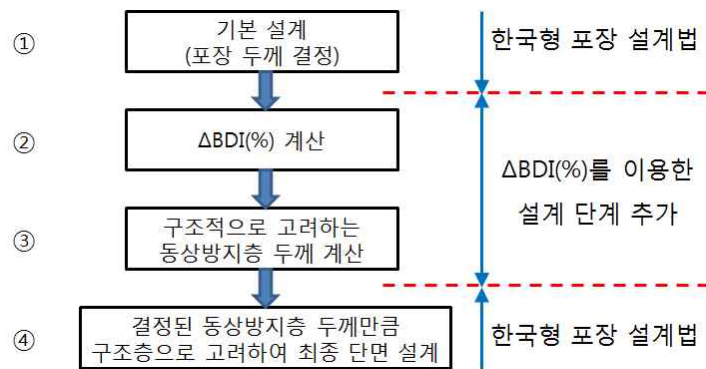 ①
기본 설계
(포장 두께 결정)
한국형 포장 설계법
②
ΔBDI(%) 계산
ΔBDI(%)를 이용한
설계 단계 추가
③
구조적으로 고려하는
동상방지층 두께 계산
④
결정된 동상방지층 두께만큼
구조층으로 고려하여 최종 단면 설계
한국형 포장 설계법